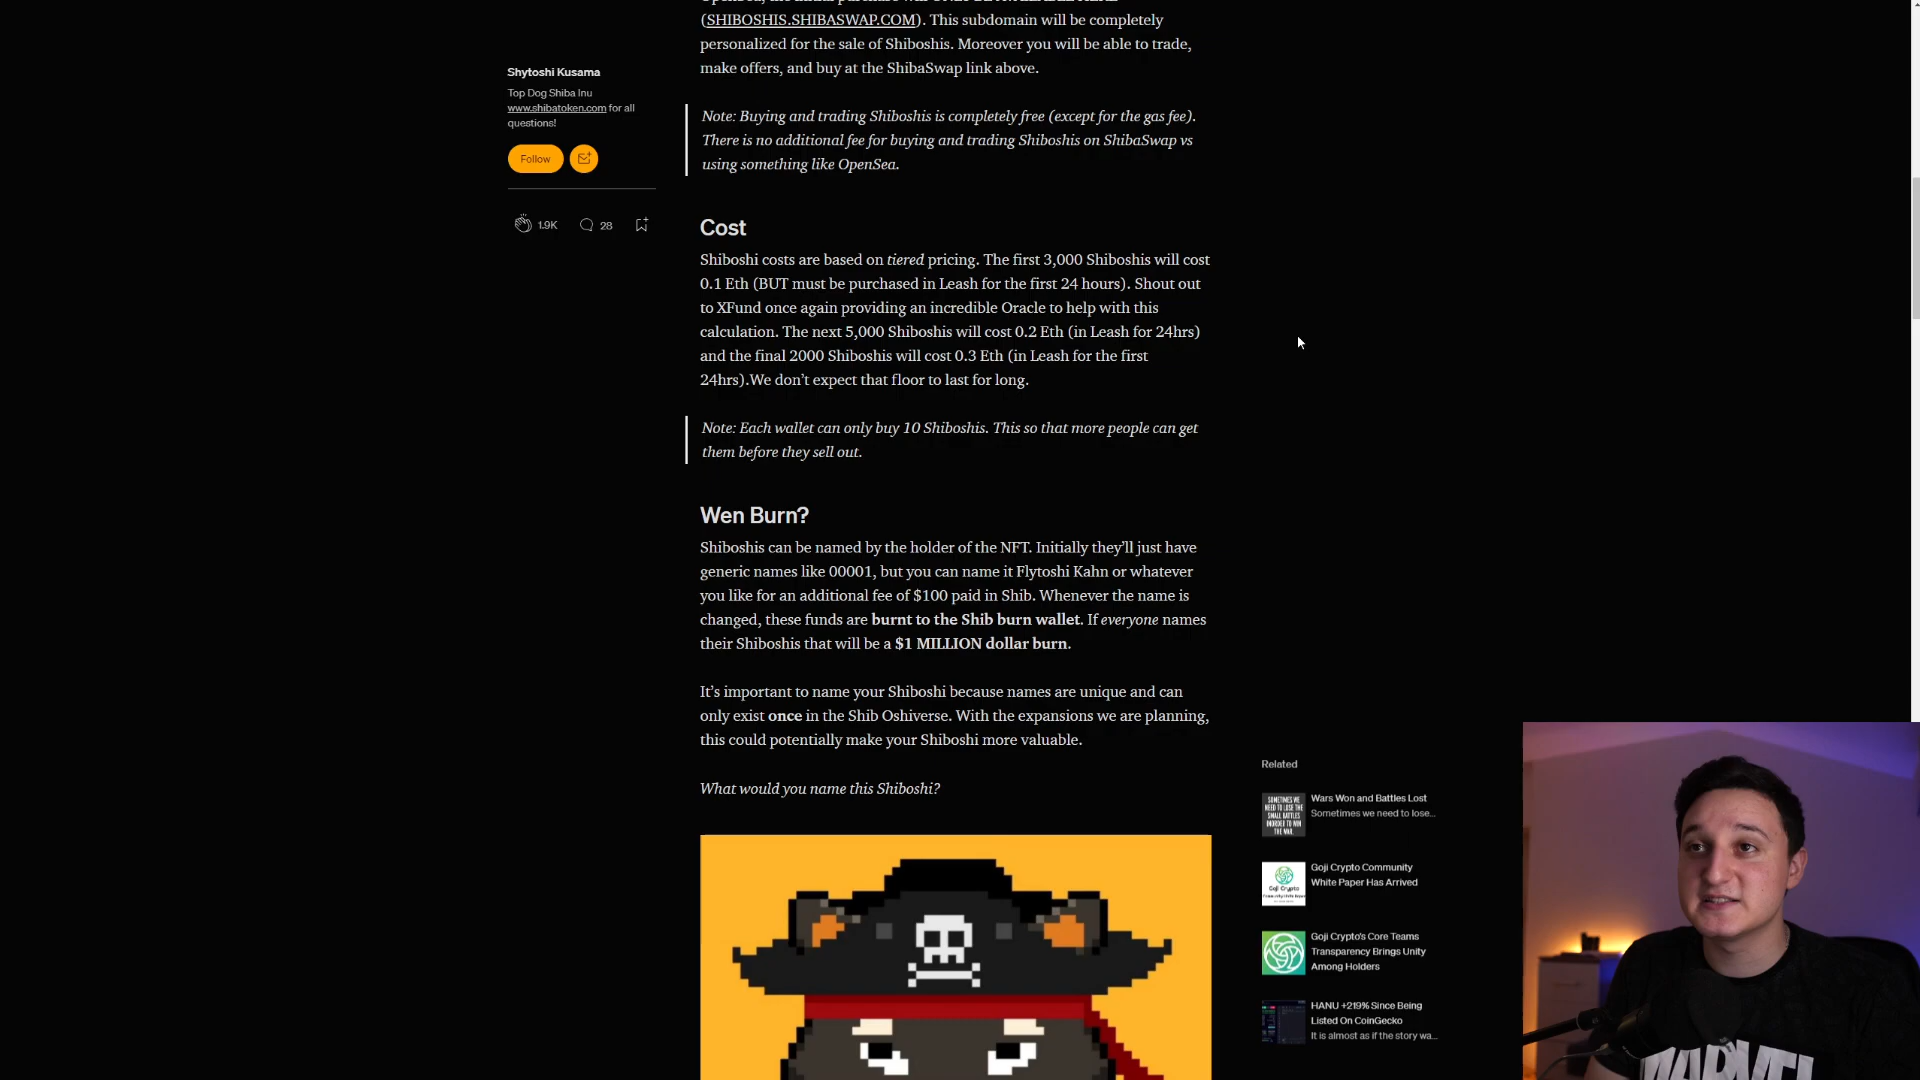 (SHIBOSHIS.SHIBASWAP.COM). This subdomain will be completely
personalized for the sale of Shiboshis. Moreover you will be able to trade,
make offers, and buy at the ShibaSwap link above.
Shytoshi Kusama
Top Dog Shiba Inu
www.shibatoken.com for all
questions!
Follow
1.9K
28
Note: Buying and trading Shiboshis is completely free (except for the gas fee).
There is no additional fee for buying and trading Shiboshis on ShibaSwap vs
using something like OpenSea.
Cost
Shiboshi costs are based on tiered pricing. The first 3,000 Shiboshis will cost
0.1 Eth (BUT must be purchased in Leash for the first 24 hours). Shout out
to XFund once again providing an incredible Oracle to help with this
calculation. The next 5,000 Shiboshis will cost 0.2 Eth (in Leash for 24hrs)
and the final 2000 Shiboshis will cost 0.3 Eth (in Leash for the first
24hrs).We don’t expect that floor to last for long.
Note: Each wallet can only buy 10 Shiboshis. This so that more people can get
them before they sell out.
Wen Burn?
Shiboshis can be named by the holder of the NFT. Initially they’ll just have
generic names like 00001, but you can name it Flytoshi Kahn or whatever
you like for an additional fee of $100 paid in Shib. Whenever the name is
changed, these funds are burnt to the Shib burn wallet. If everyone names
their Shiboshis that will be a $1 MILLION dollar burn.
It’s important to name your Shiboshi because names are unique and can
only exist once in the Shib Oshiverse. With the expansions we are planning,
this could potentially make your Shiboshi more valuable.
What would you name this Shiboshi?
Related
SOMETIMES WE
NEED TO LOSE THE
SMALL BATTLES
IN ORDER TO WIN
THE WAR.
Wars Won and Battles Lost
Sometimes we need to lose...
Goji Crypto
Goji Crypto Community
White Paper Has Arrived
Goji Crypto’s Core Teams
Transparency Brings Unity
Among Holders
HANU +219% Since Being
Listed On CoinGecko
It is almost as if the story wa...
MARVEL